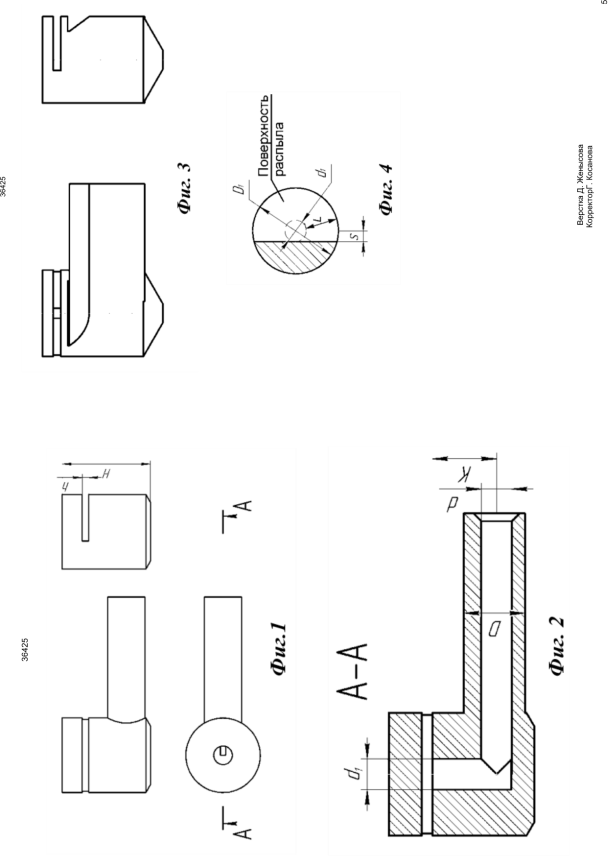 36425
Н
h
А
А
Фиг.1
А-А
К
d
D
d₁
Фиг. 2
36425
Фиг. 3
Поверхность
распыла
D₁
d₁
L
S
Фиг. 4
Верстка Д. Женысова
КорректорГ. Косанова
5